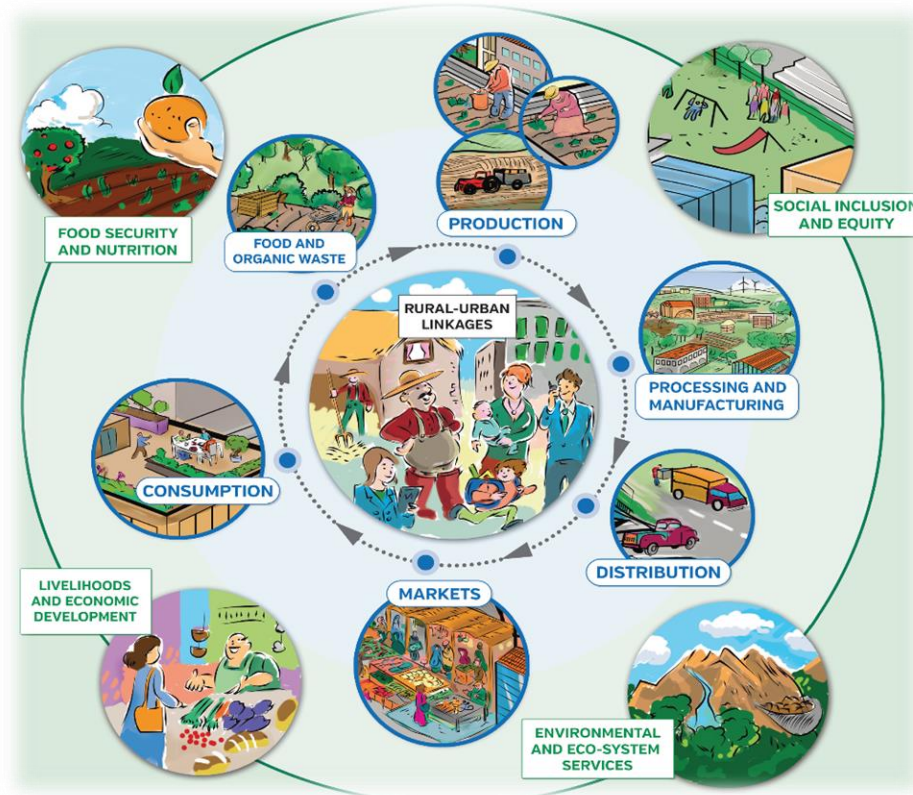 PRODUCTION
SOCIAL INCLUSION
AND EQUITY
FOOD SECURITY
AND NUTRITION
FOOD AND
ORGANIC WASTE
RURAL-URBAN
LINKAGES
PROCESSING AND
MANUFACTURING
CONSUMPTION
DISTRIBUTION
LIVELIHOODS
AND ECONOMIC
DEVELOPMENT
MARKETS
ENVIRONMENTAL
AND ECO-SYSTEM
SERVICES